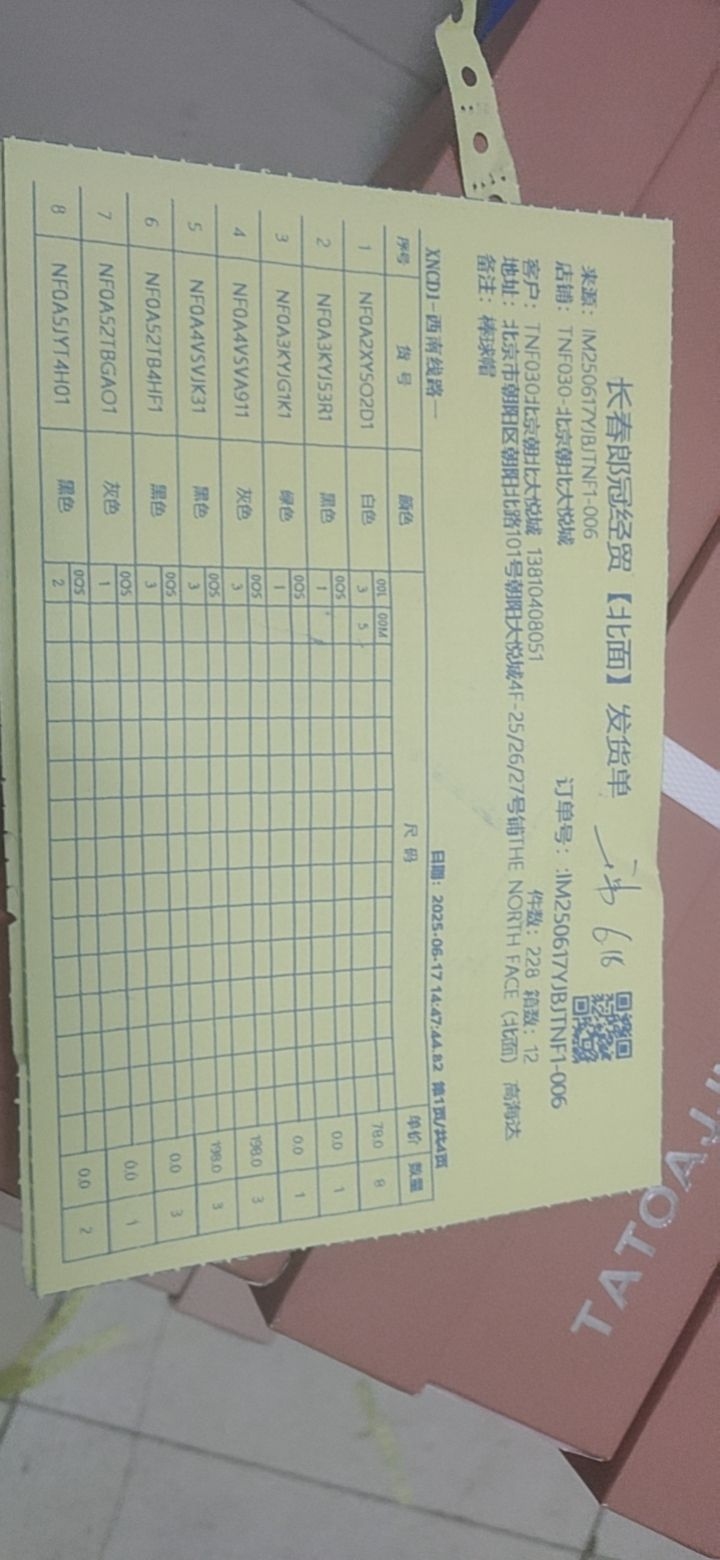 长春郎冠经贸【北面】发货单 618
来源: IM250617YJBJTNF1-006 订单号: :IM250617YJBJTNF1-006
店铺: TNF030-北京朝北大悦城 件数: 228 箱数: 12
客户: TNF030北京朝北大悦城 13810408051
地址: 北京市朝阳区朝阳北路101号朝阳大悦城4F-25/26/27号铺THE NORTH FACE (北面) 高海达
备注: 棒球帽
XNCDJ-西南线路一 日期: 2025-06-17 14:47:44.82 第1页/共4页
序号 货号 颜色 尺码 单价 数量
00L 00M
1 NF0A2XYSO2D1 白色 3 5 78.0 8
00S
2 NF0A3KYJ53R1 黑色 1 0.0 1
00S
3 NF0A3KYJG1K1 绿色 1 0.0 1
00S
4 NF0A4VSVA911 灰色 3 198.0 3
00S
5 NF0A4VSVJK31 黑色 3 198.0 3
00S
6 NF0A52TB4HF1 黑色 3 0.0 3
00S
7 NF0A52TBGAO1 灰色 1 0.0 1
00S
8 NF0A5JYT4H01 黑色 2 0.0 2